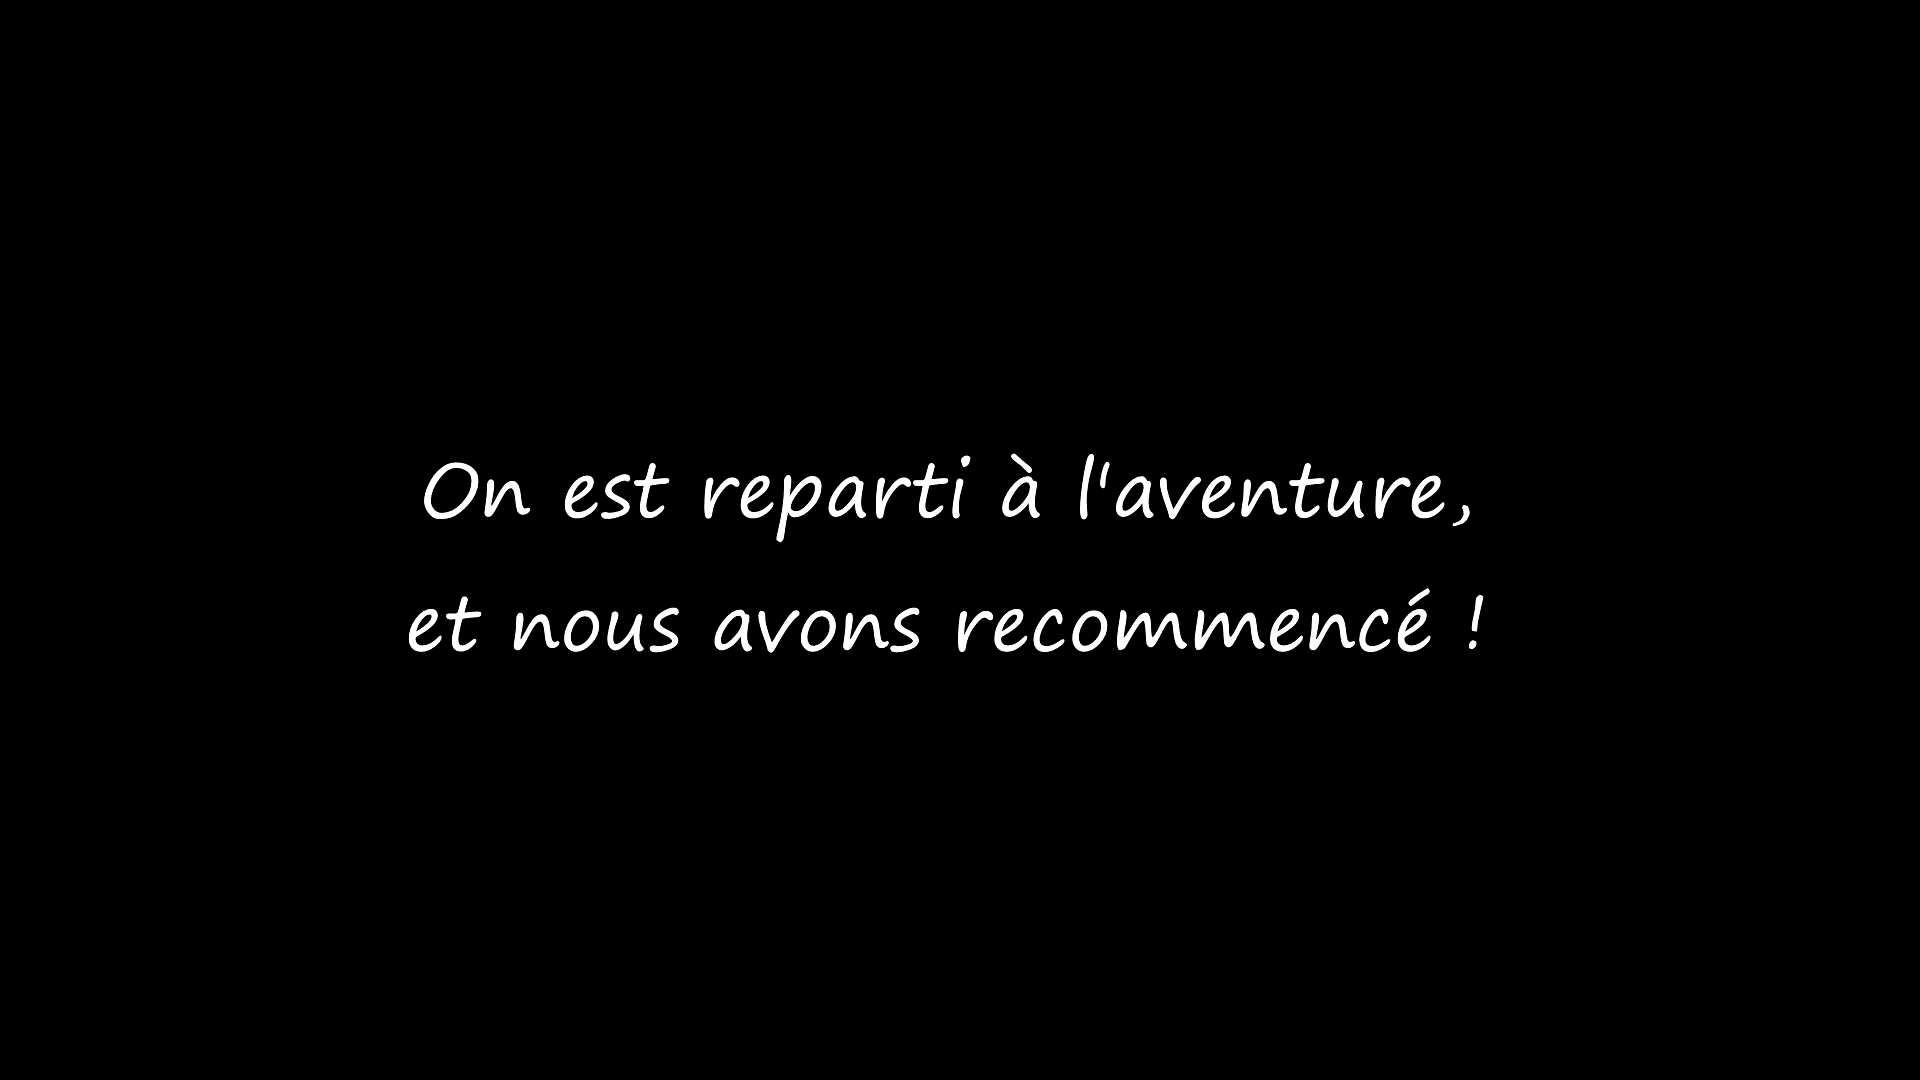 On est reparti à l'aventure,
et nous avons recommencé !